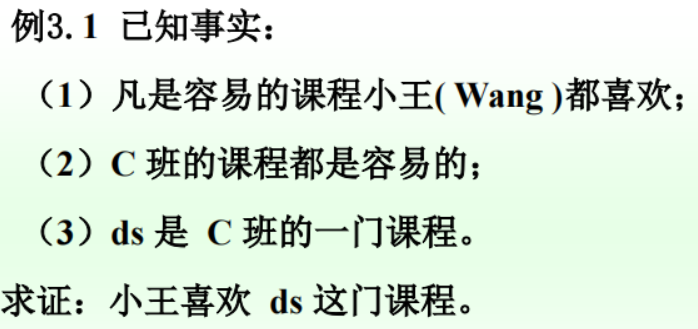 例3.1 已知事实：
（1）凡是容易的课程小王( Wang )都喜欢；
（2）C 班的课程都是容易的；
（3）ds 是 C 班的一门课程。
求证：小王喜欢 ds 这门课程。